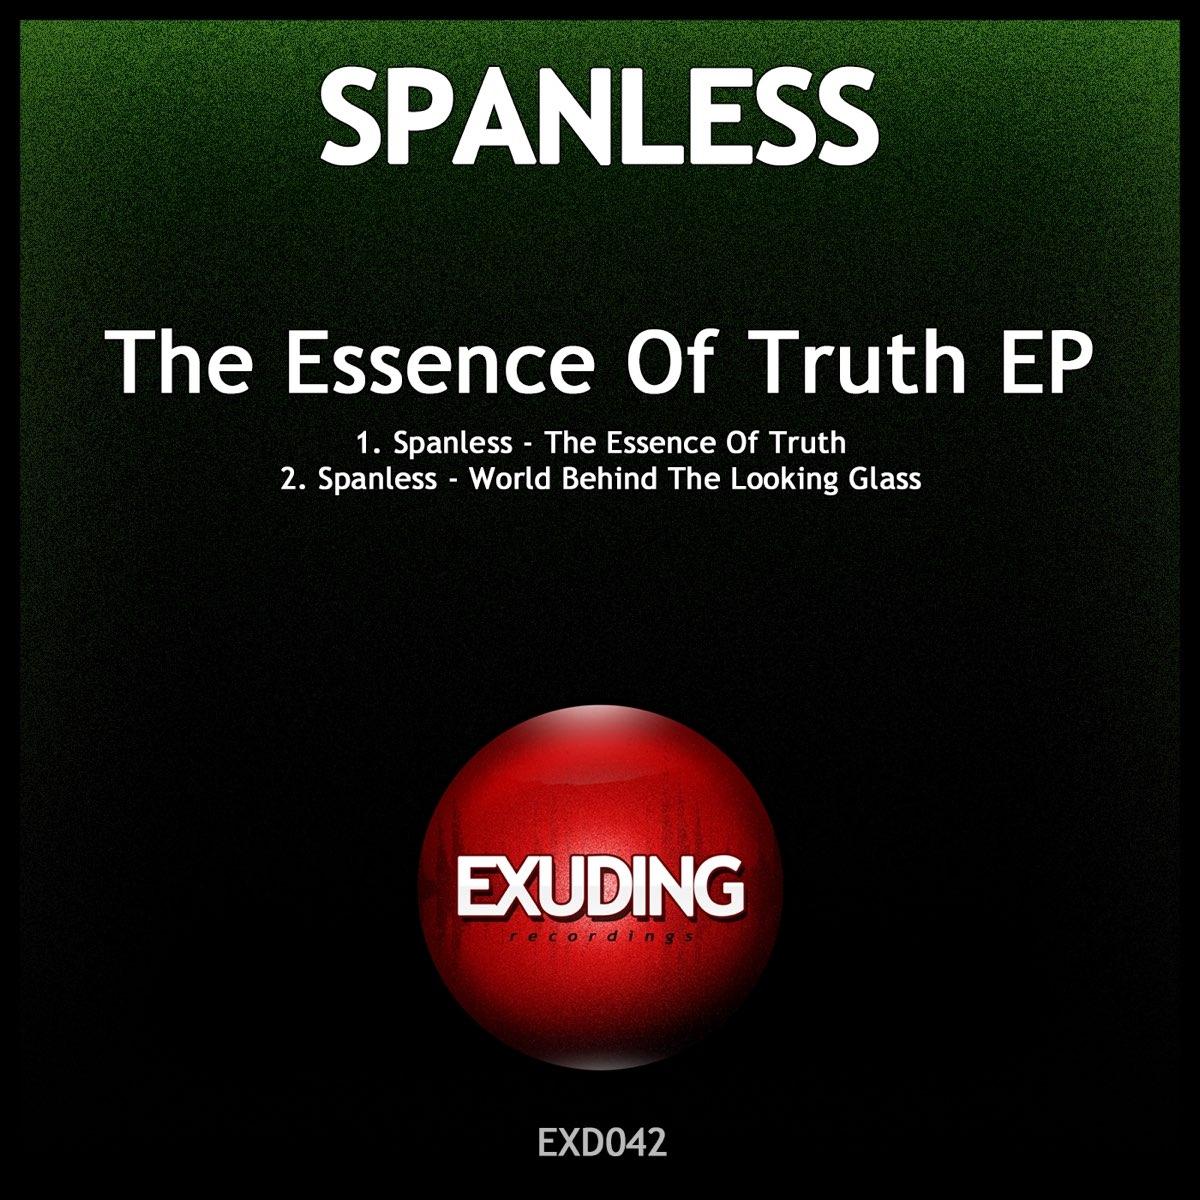 SPANLESS
The Essence Of Truth EP
1. Spanless - The Essence Of Truth
2. Spanless - World Behind The Looking Glass
EXUDING
recordings
EXD042